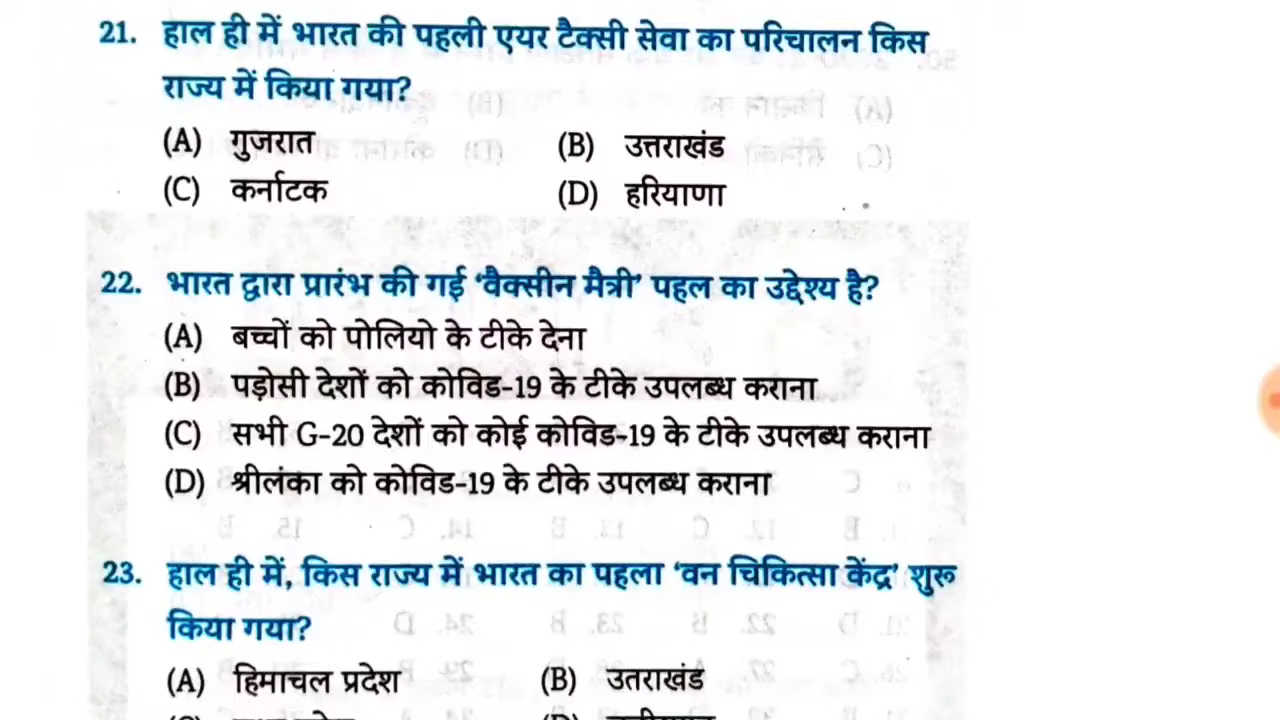 21. हाल ही में भारत की पहली एयर टैक्सी सेवा का परिचालन किस
राज्य में किया गया?
(A) गुजरात (B) उत्तराखंड
(C) कर्नाटक (D) हरियाणा
22. भारत द्वारा प्रारंभ की गई ‘वैक्सीन मैत्री’ पहल का उद्देश्य है?
(A) बच्चों को पोलियो के टीके देना
(B) पड़ोसी देशों को कोविड-19 के टीके उपलब्ध कराना
(C) सभी G-20 देशों को कोई कोविड-19 के टीके उपलब्ध कराना
(D) श्रीलंका को कोविड-19 के टीके उपलब्ध कराना
23. हाल ही में, किस राज्य में भारत का पहला ‘वन चिकित्सा केंद्र’ शुरू
किया गया?
(A) हिमाचल प्रदेश (B) उतराखंड